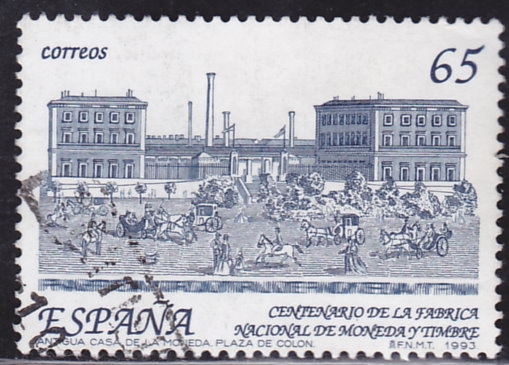 correos
65
CENTENARIO DE LA FABRICA
NACIONAL DE MONEDA Y TIMBRE
ESPAÑA
ANTIGUA CASA DE LA MONEDA. PLAZA DE COLON.
F.N.M.T. 1993